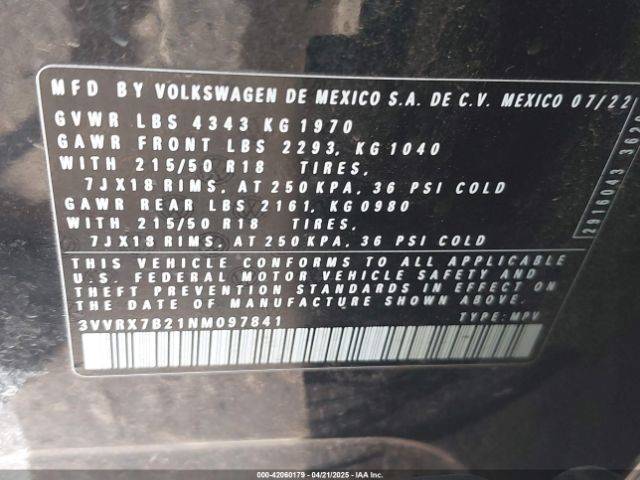 MFD BY VOLKSWAGEN DE MEXICO S.A. DE C.V. MEXICO 07/22
GVWR LBS 4343 KG 1970
GAWR FRONT LBS 2293, KG 1040
WITH 215/50 R18 TIRES,
7JX18 RIMS, AT 250 KPA, 36 PSI COLD
GAWR REAR LBS 2161, KG 0980
WITH 215/50 R18 TIRES,
7JX18 RIMS, AT 250 KPA, 36 PSI COLD
THIS VEHICLE CONFORMS TO ALL APPLICABLE
U.S. FEDERAL MOTOR VEHICLE SAFETY AND
THEFT PREVENTION STANDARDS IN EFFECT ON
THE DATE OF MANUFACTURE SHOWN ABOVE.
3VVRX7B21NM097841 TYPE: MPV
2916043
000-42060179 - 04/21/2025 - IAAI.com